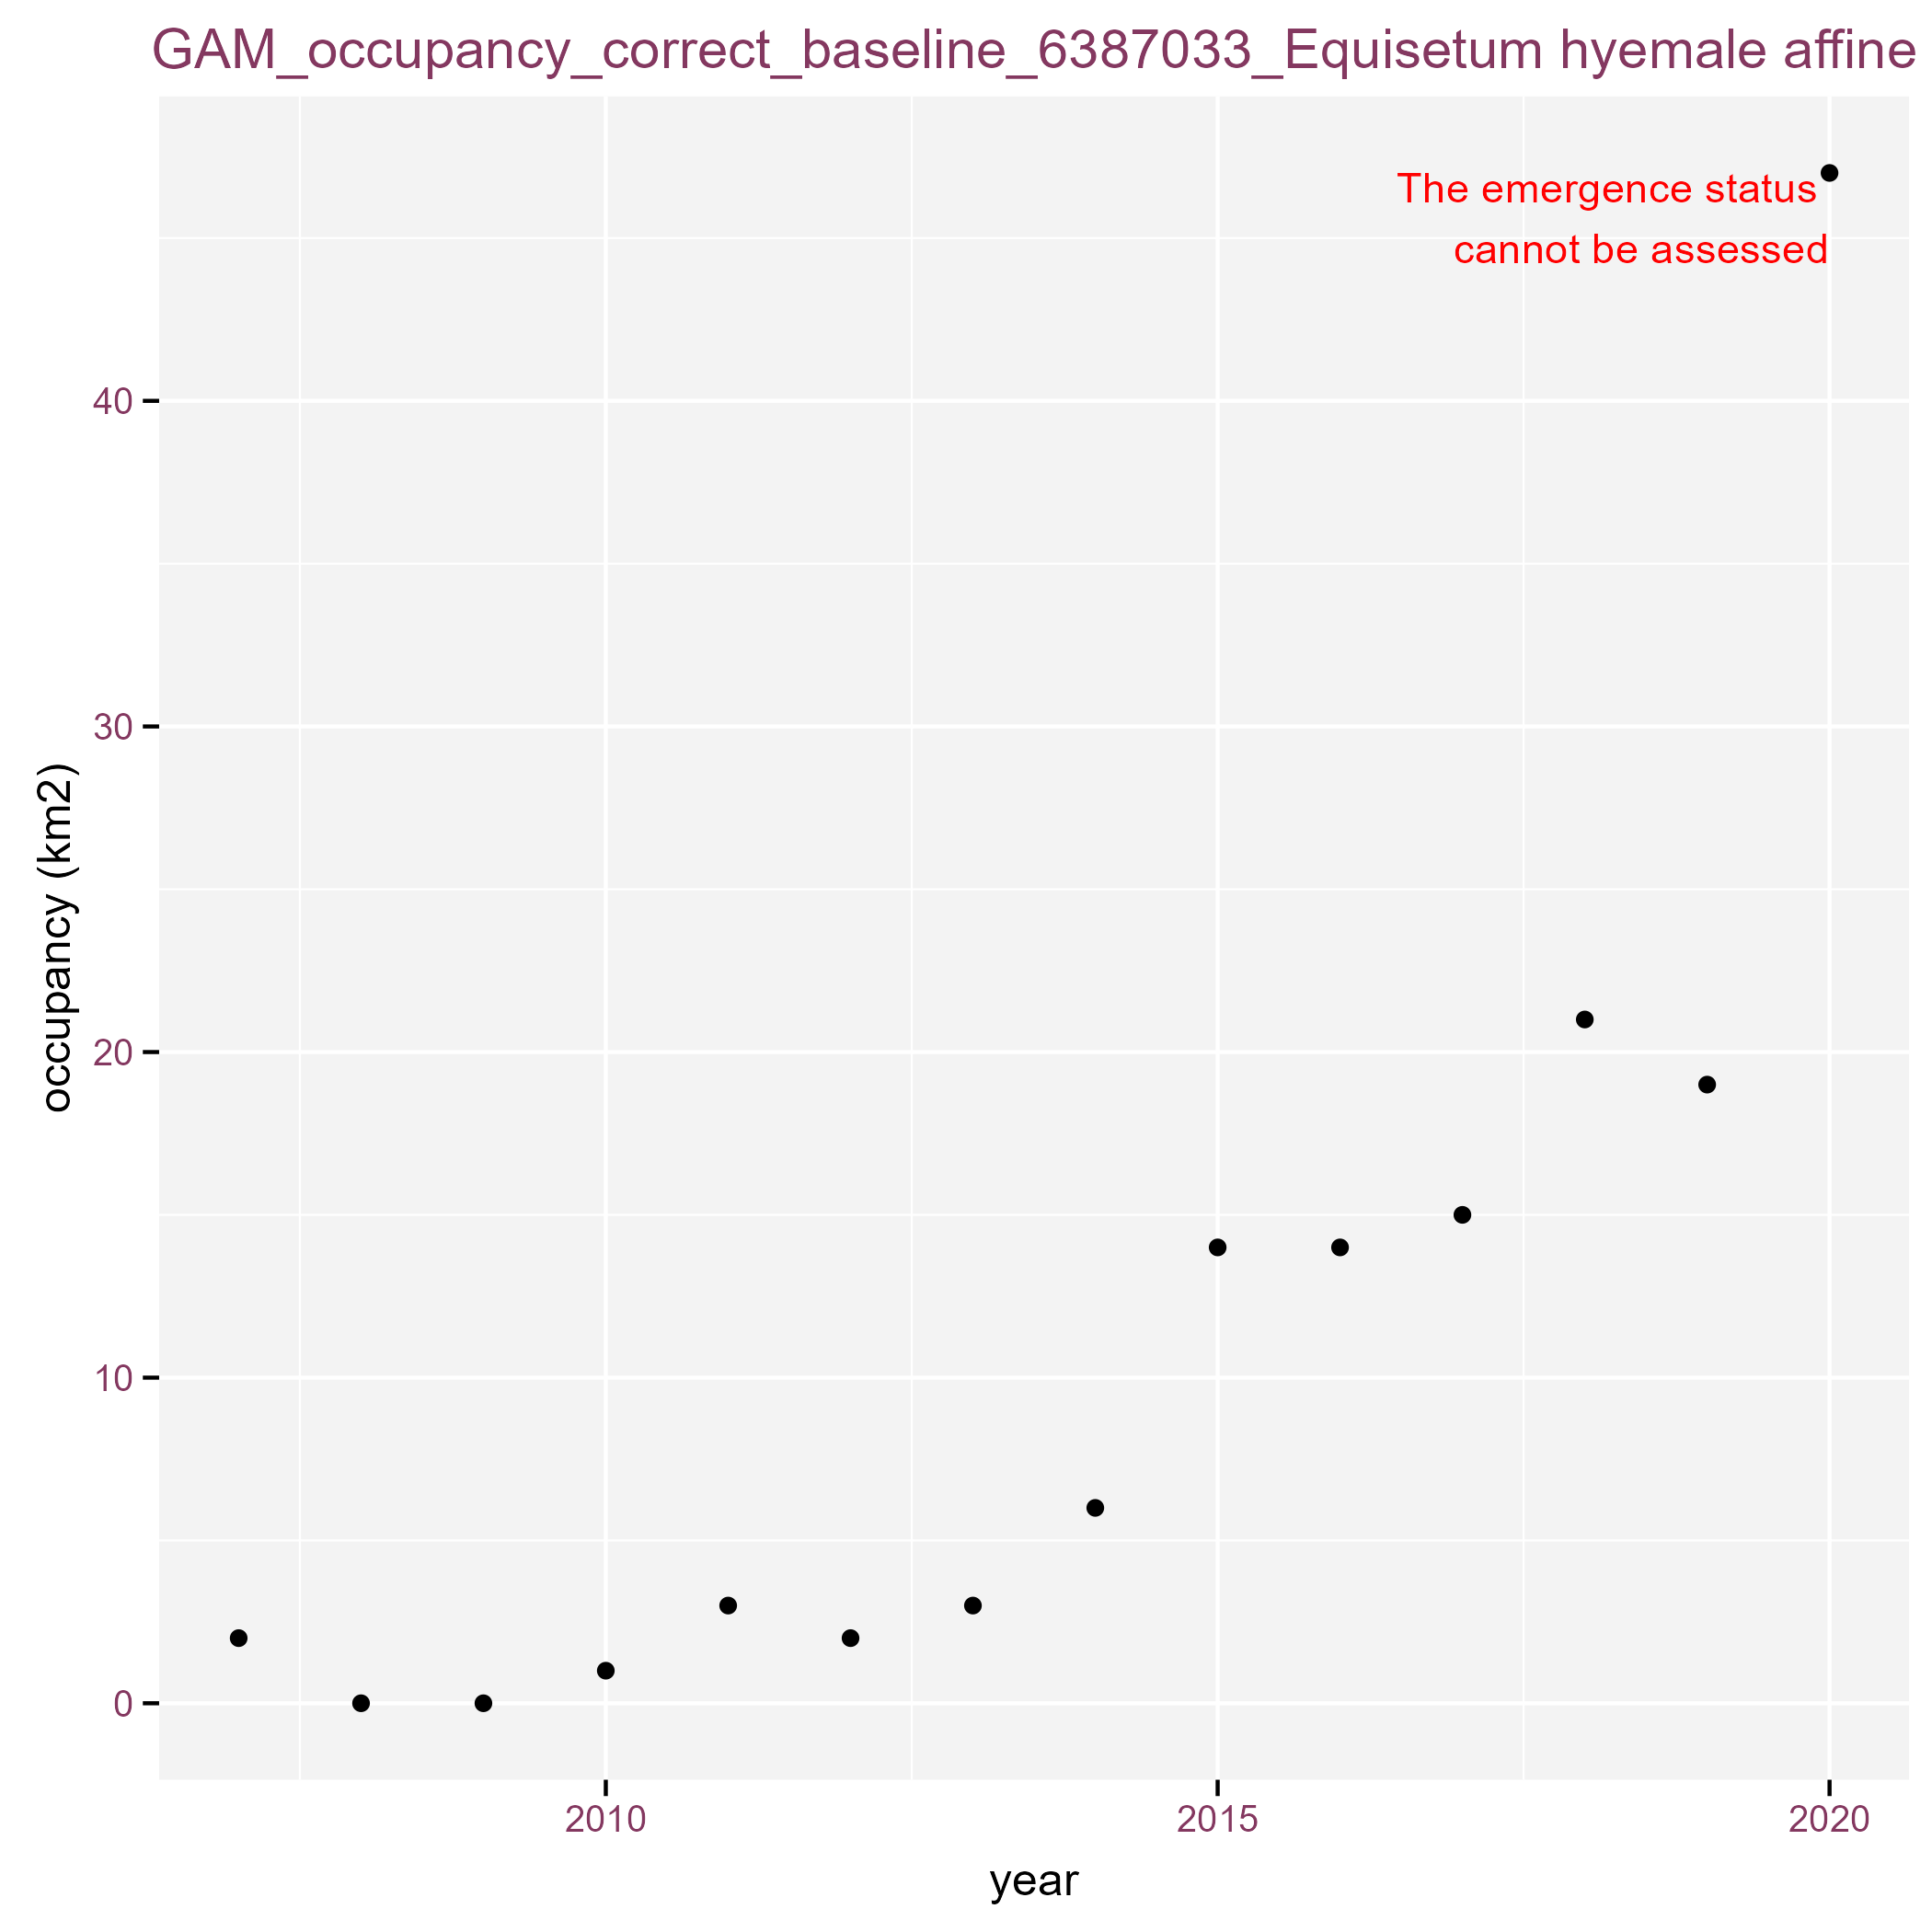 GAM_occupancy_correct_baseline_6387033_Equisetum hyemale affine
The emergence status
cannot be assessed
40
30
20
10
0
occupancy (km2)
2010
2015
2020
year